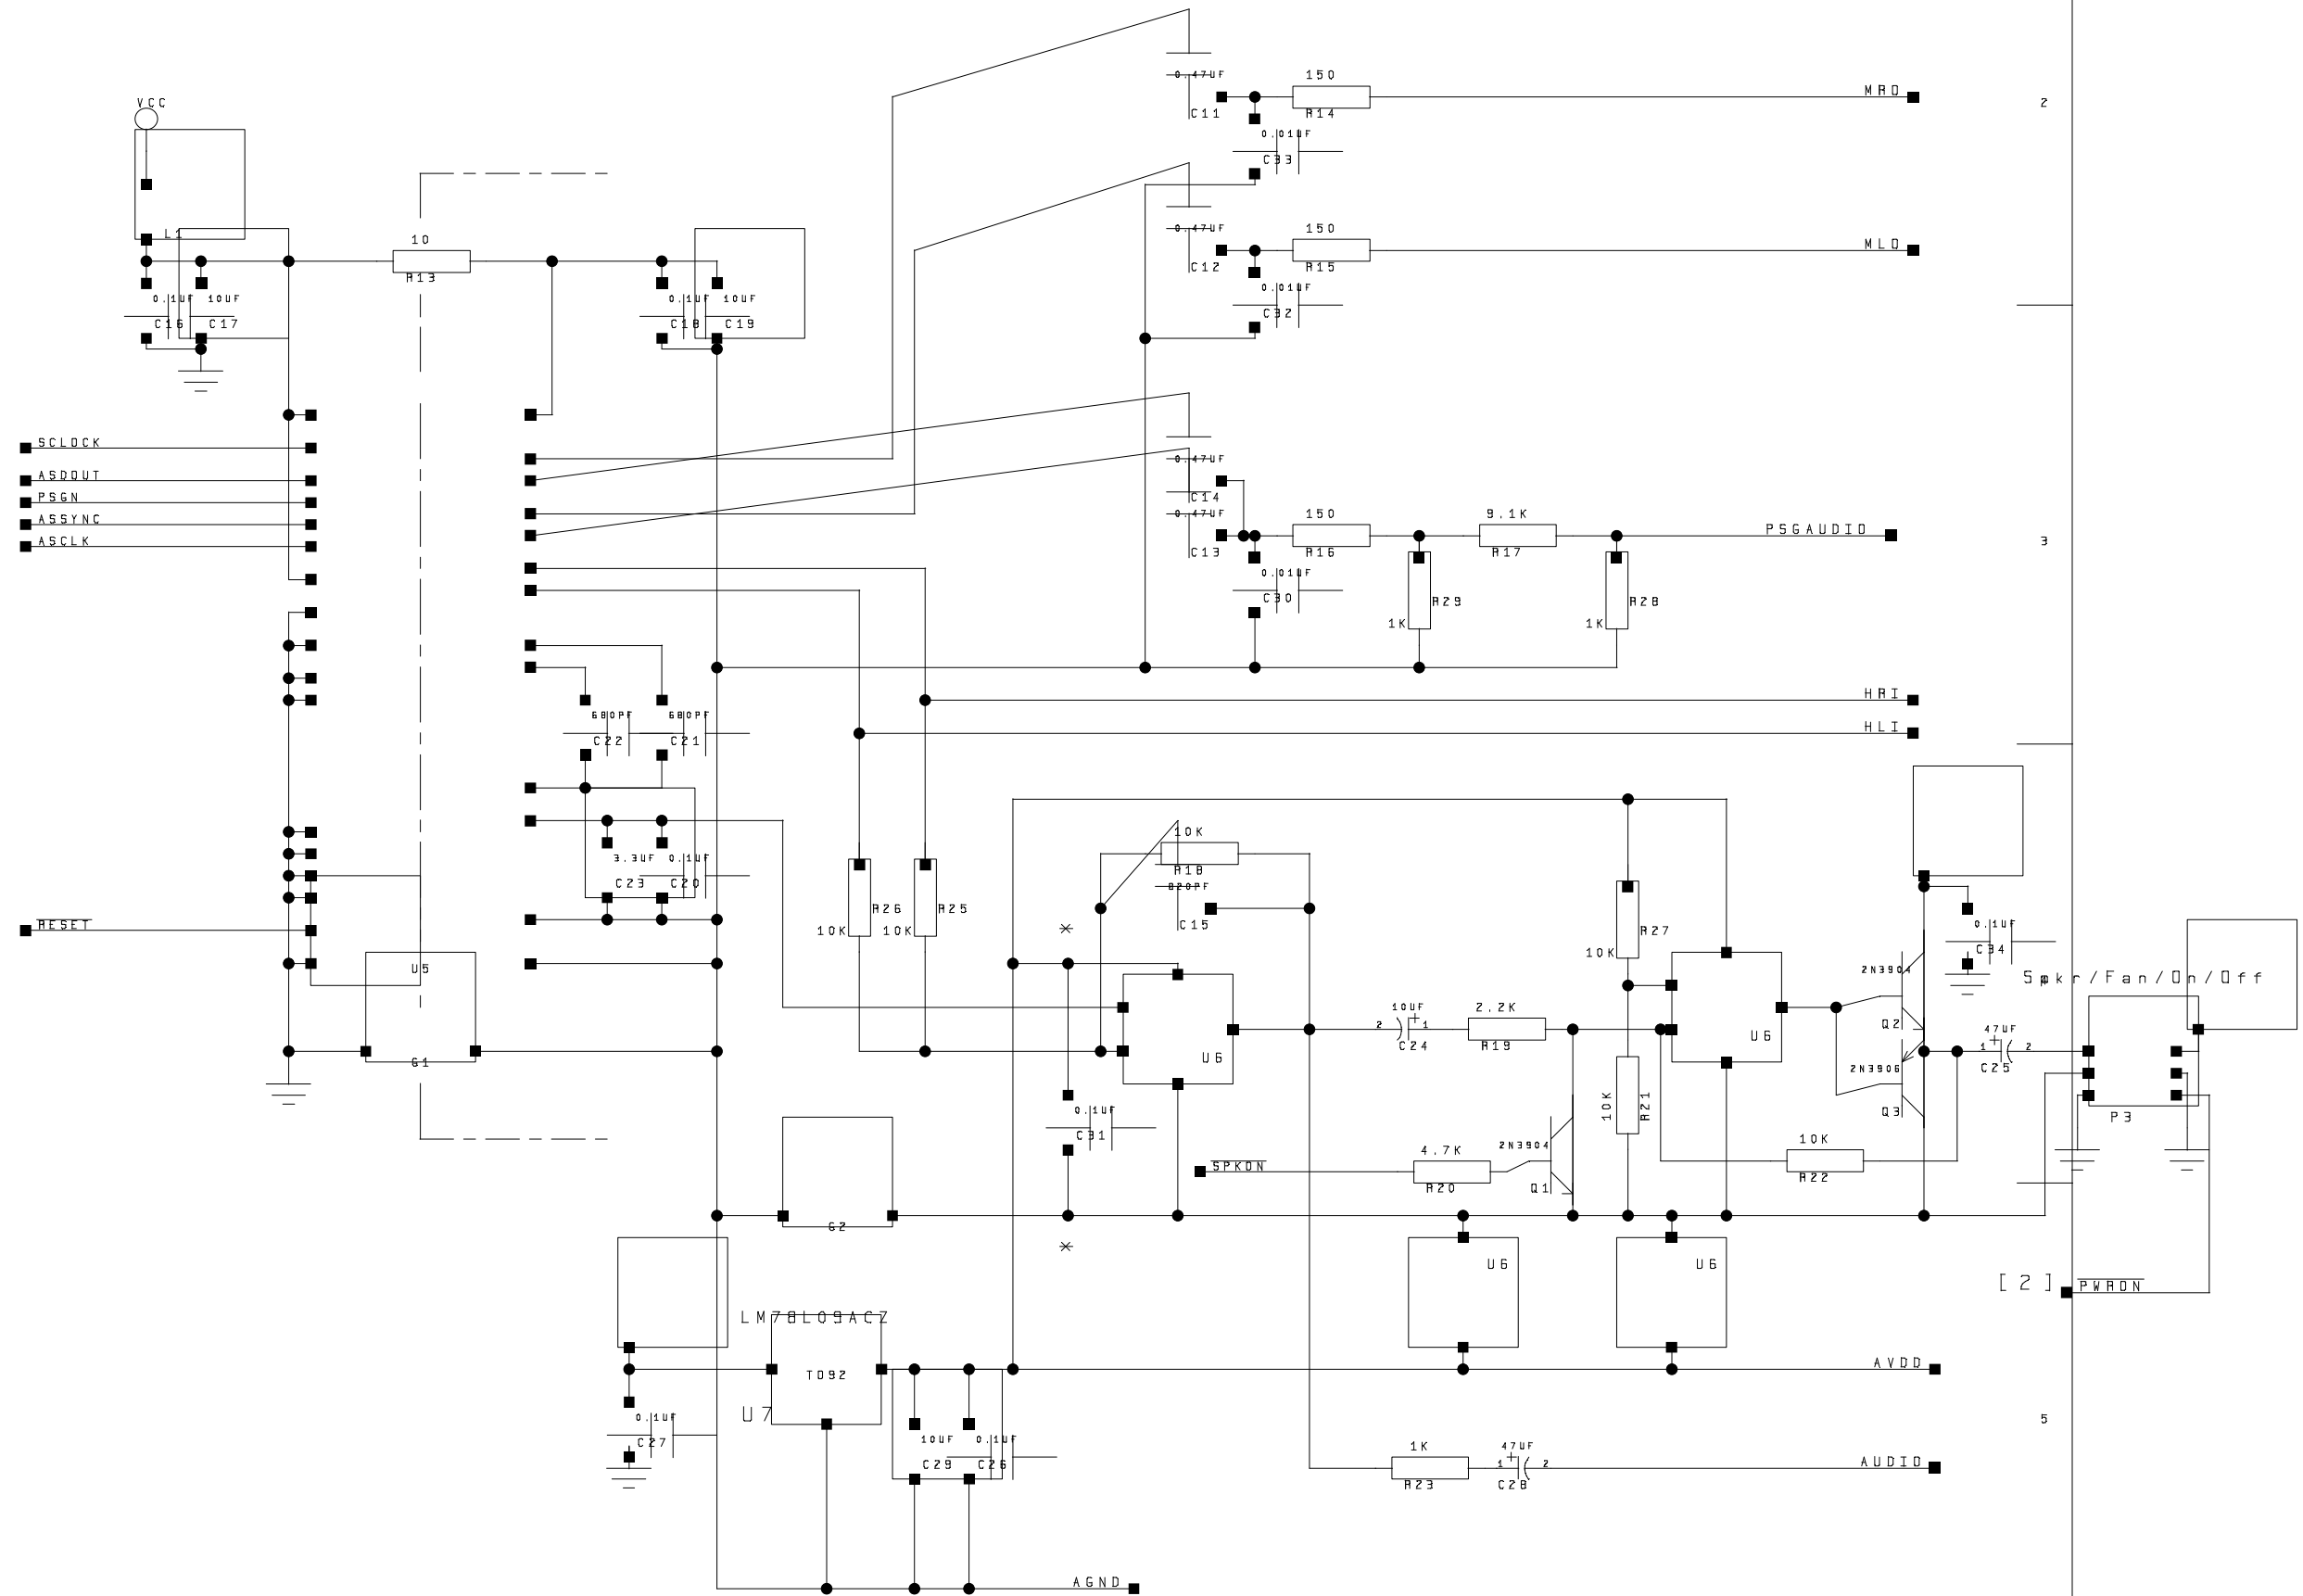 150
0.47UF
MRO
VCC
2
C11
R14
0.01UF
C33
150
0.47UF
MLO
L1
10
C12
R15
R13
0.01UF
0.1UF
10UF
0.1UF
10UF
C32
C16
C17
C18
C19
SCLOCK
0.47UF
ASDOUT
PSGN
C14
0.47UF
150
9.1K
ASSYNC
PSGAUDIO
ASCLK
C13
R16
R17
3
0.01UF
C30
R29
R28
1K
1K
HRI
680PF
680PF
HLI
C22
C21
10K
3.3UF
0.1UF
R18
C23
C20
820PF
R26
R25
RESET
C15
10K
10K
R27
0.1UF
10K
C34
2N3904
U5
Spkr/Fan/On/Off
10UF
2.2K
2
1
Q2
47UF
C24
R19
U6
U6
1
2
G1
C25
2N3906
10K
R21
0.1UF
Q3
P3
C31
4.7K
2N3904
10K
SPKON
R20
Q1
R22
G2
U6
U6
[2]
PWRON
LM78L09ACZ
AVDD
TO92
U7
0.1UF
5
C27
10UF
0.1UF
1K
47UF
C29
C26
1
2
AUDIO
R23
C28
AGND